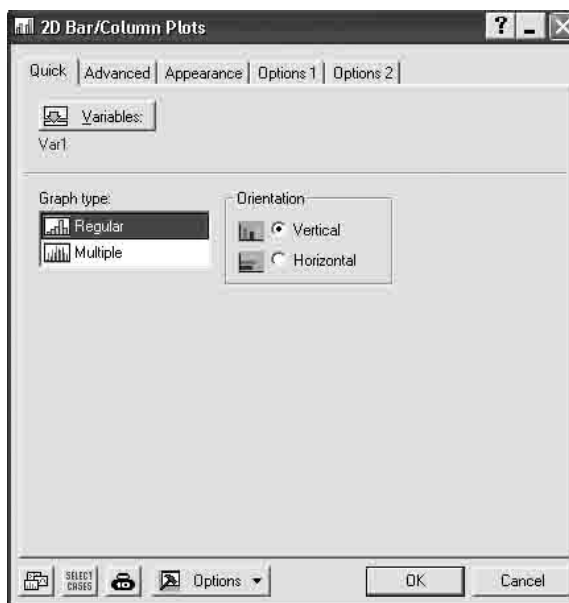 2D Bar/Column Plots
Quick Advanced Appearance Options 1 Options 2
Variables:
Var1
Graph type:
Regular
Multiple
Orientation
Vertical
Horizontal
SELECT
CASES
Options
OK
Cancel